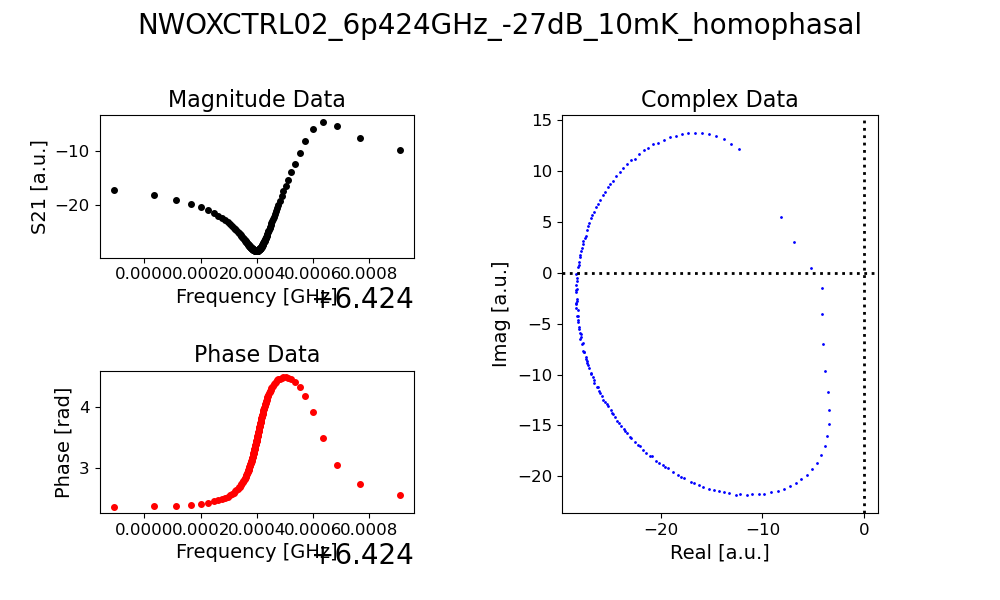 NWOXCTRL02_6p424GHz_-27dB_10mK_homophasal
Magnitude Data
S21 [a.u.]
−10
−20
0.0000 0.0002 0.0004 0.0006 0.0008
Frequency [GHz]
+6.424
Phase Data
Phase [rad]
4
3
0.0000 0.0002 0.0004 0.0006 0.0008
Frequency [GHz]
+6.424
Complex Data
Imag [a.u.]
15
10
5
0
−5
−10
−15
−20
−20 −10 0
Real [a.u.]